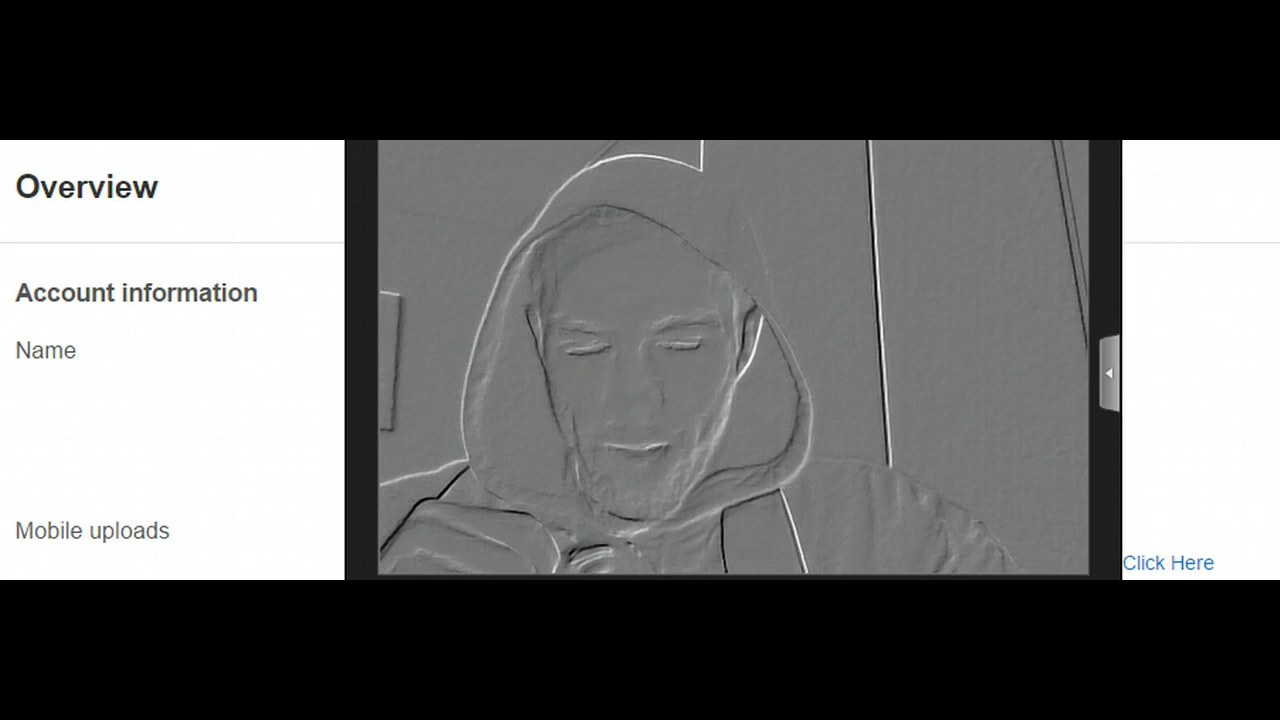 Overview
Account information
Name
Mobile uploads
Click Here